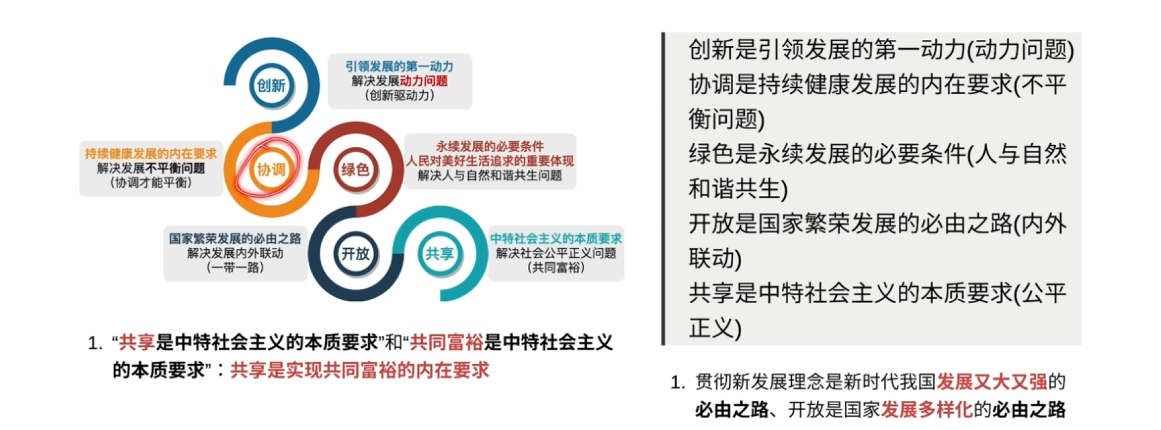 创新
引领发展的第一动力
解决发展动力问题
(创新驱动力)
持续健康发展的内在要求
解决发展不平衡问题
(协调才能平衡)
协调
绿色
永续发展的必要条件
人民对美好生活追求的重要体现
解决人与自然和谐共生问题
国家繁荣发展的必由之路
解决发展内外联动
(一带一路)
开放
共享
中特社会主义的本质要求
解决社会公平正义问题
(共同富裕)
1. “共享是中特社会主义的本质要求”和“共同富裕是中特社会主义
的本质要求”：共享是实现共同富裕的内在要求
创新是引领发展的第一动力(动力问题)
协调是持续健康发展的内在要求(不平
衡问题)
绿色是永续发展的必要条件(人与自然
和谐共生)
开放是国家繁荣发展的必由之路(内外
联动)
共享是中特社会主义的本质要求(公平
正义)
1. 贯彻新发展理念是新时代我国发展又大又强的
必由之路、开放是国家发展多样化的必由之路